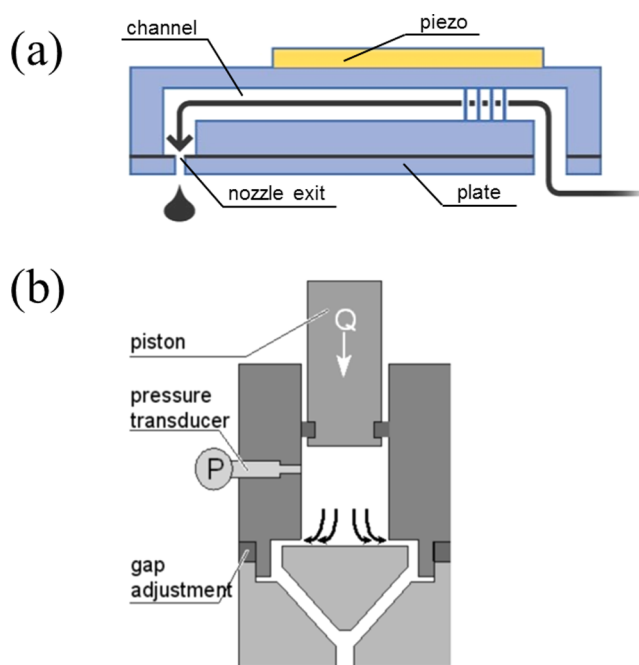 (a)
channel
piezo
nozzle exit
plate
(b)
Q
piston
pressure
transducer
P
gap
adjustment